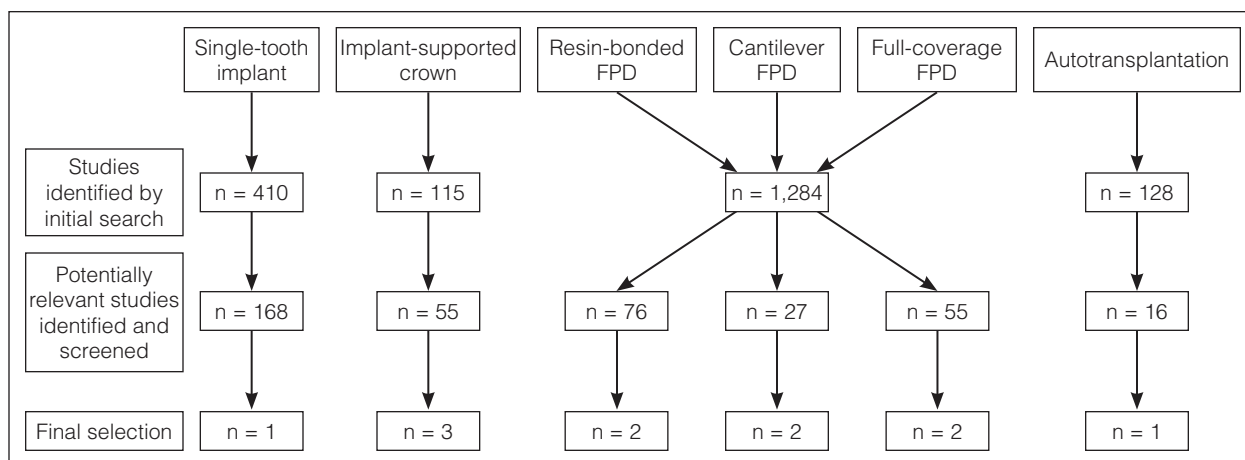 Single-tooth
implant
Implant-supported
crown
Resin-bonded
FPD
Cantilever
FPD
Full-coverage
FPD
Autotransplantation
Studies
identified by
initial search
n = 410
n = 115
n = 1,284
n = 128
Potentially
relevant studies
identified and
screened
n = 168
n = 55
n = 76
n = 27
n = 55
n = 16
Final selection
n = 1
n = 3
n = 2
n = 2
n = 2
n = 1